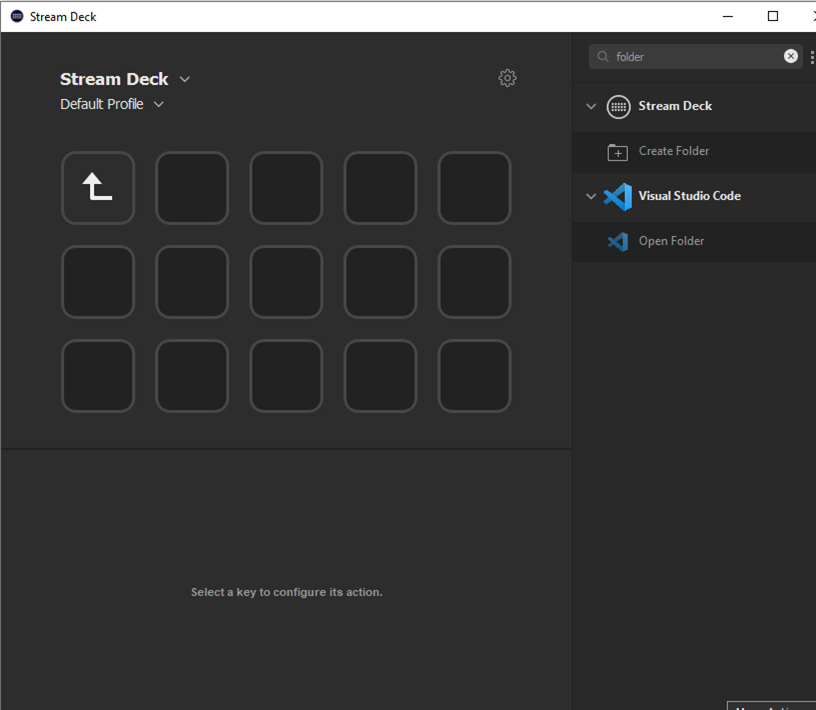 Stream Deck
Stream Deck
Default Profile
Select a key to configure its action.
folder
Stream Deck
Create Folder
Visual Studio Code
Open Folder